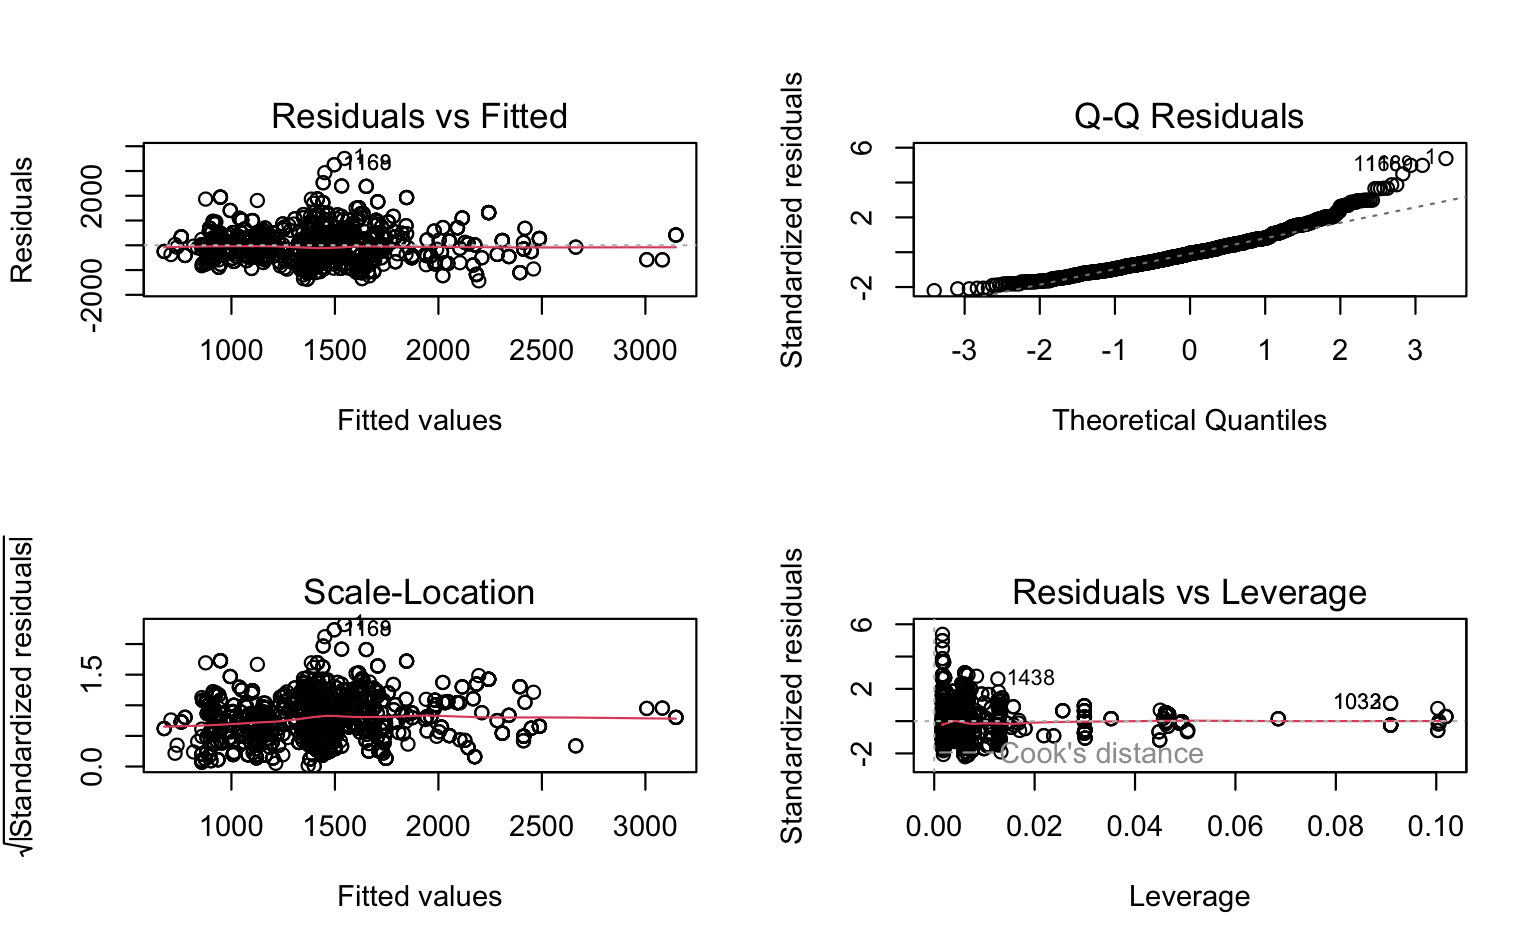 Residuals vs Fitted
Residuals
-2000 2000
1000 1500 2000 2500 3000
Fitted values
Q-Q Residuals
Standardized residuals
-2 2 6
-3 -2 -1 0 1 2 3
Theoretical Quantiles
1
Scale-Location
√|Standardized residuals|
0.0 1.5
1000 1500 2000 2500 3000
Fitted values
Residuals vs Leverage
Standardized residuals
-2 2 6
1438
Cook's distance
0.00 0.02 0.04 0.06 0.08 0.10
Leverage